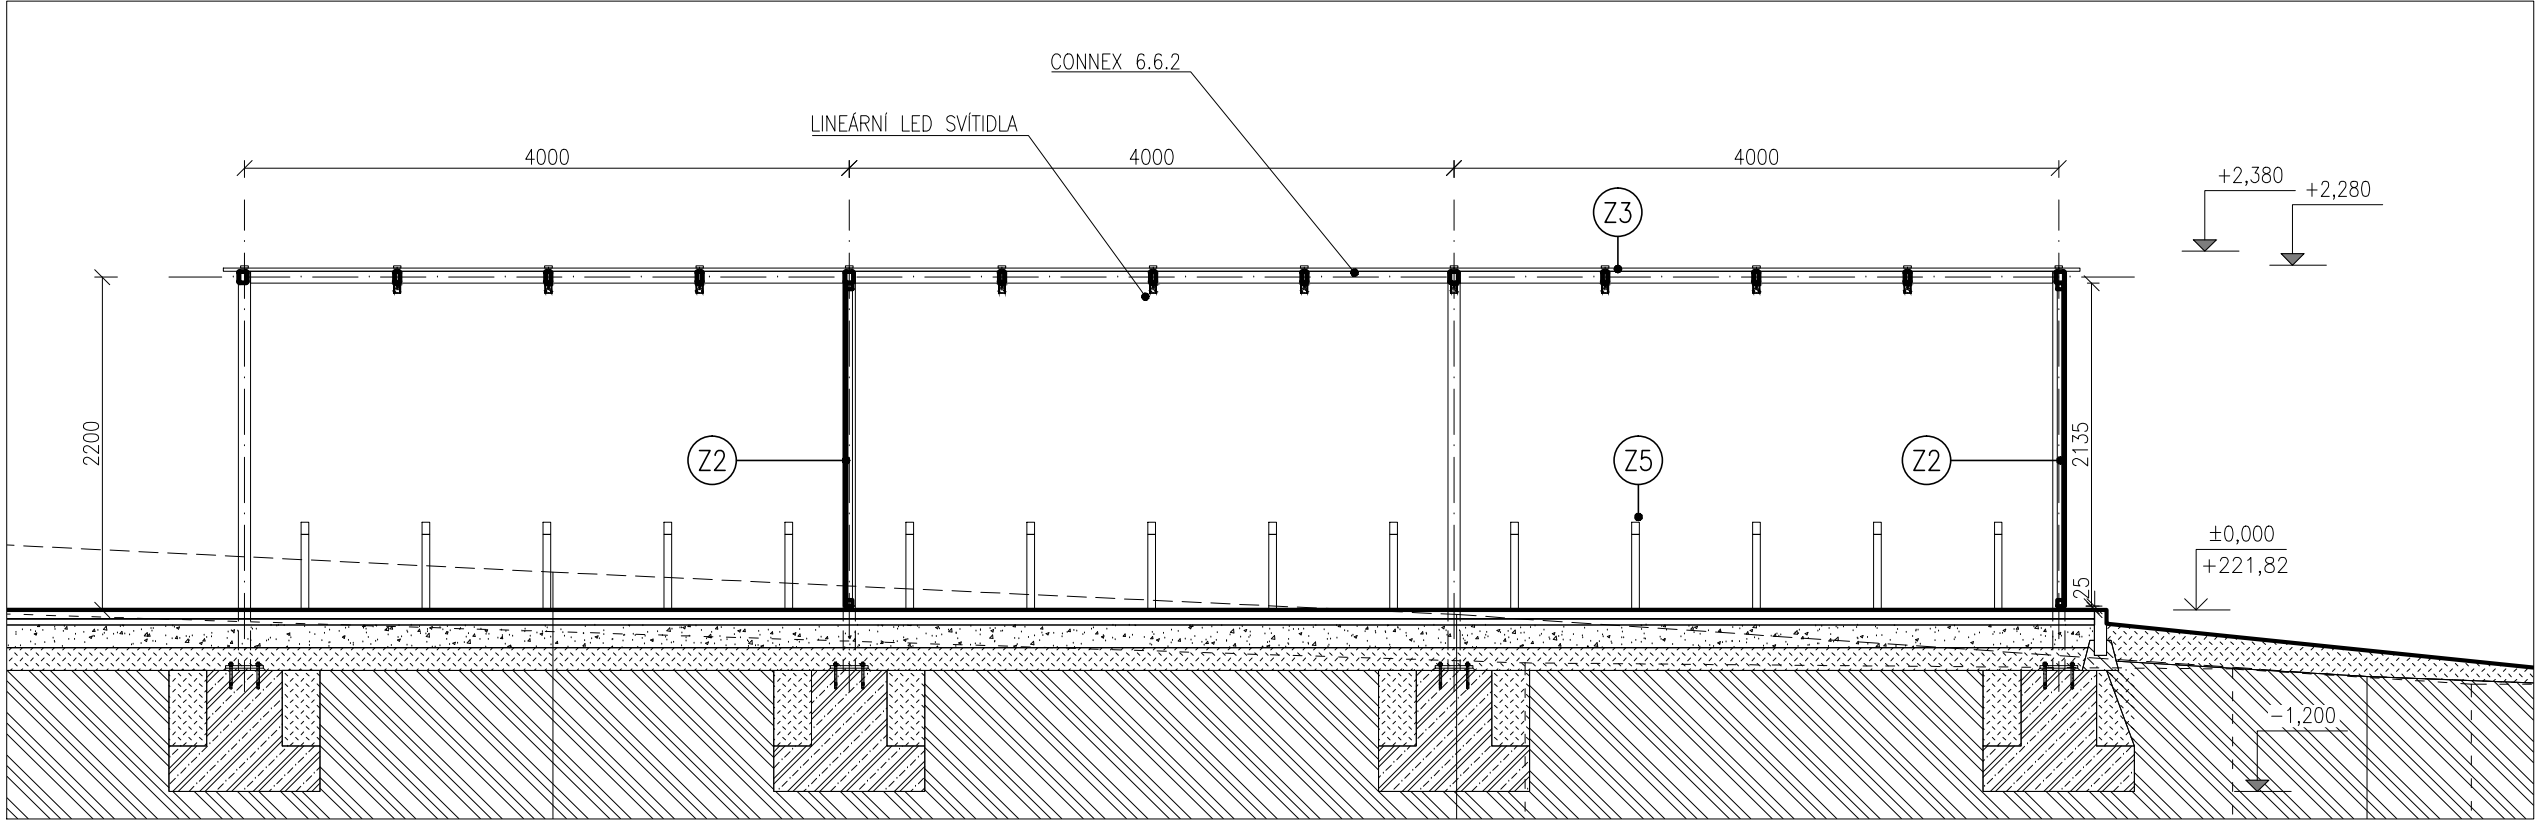 CONNEX 6.6.2
LINEÁRNÍ LED SVÍTIDLA
4000
4000
4000
+2,380
+2,280
Z3
2200
Z2
Z5
Z2
2135
±0,000
+221,82
25
-1,200